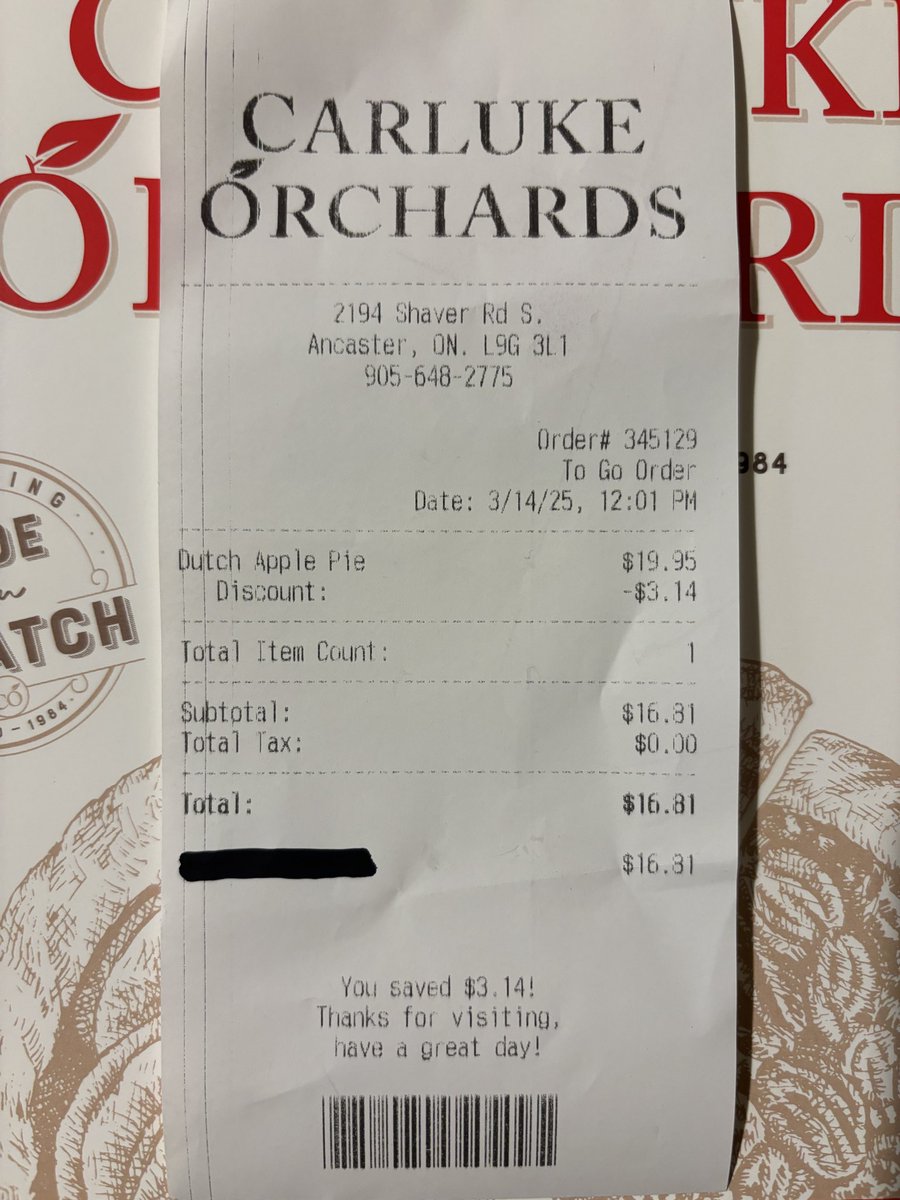 CARLUKE
ORCHARDS
2194 Shaver Rd S.
Ancaster, ON. L9G 3L1
905-648-2775
Order# 345129
To Go Order
Date: 3/14/25, 12:01 PM
Dutch Apple Pie $19.95
Discount: -$3.14
Total Item Count: 1
Subtotal: $16.81
Total Tax: $0.00
Total: $16.81
$16.81
You saved $3.14!
Thanks for visiting,
have a great day!
984
ATCH
1984